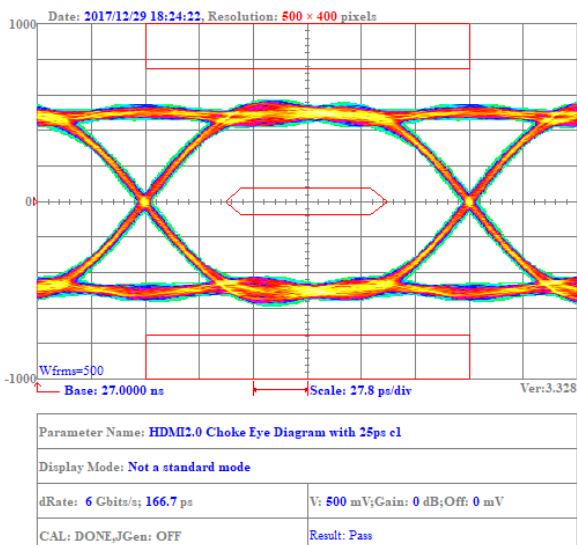 Date: 2017/12/29 18:24:22, Resolution: 500 × 400 pixels
1000
0
-1000
Wfrms=500
Base: 27.0000 ns
Scale: 27.8 ps/div
Ver:3.328
Parameter Name: HDMI2.0 Choke Eye Diagram with 25ps c1
Display Mode: Not a standard mode
dRate: 6 Gbits/s; 166.7 ps
V: 500 mV;Gain: 0 dB;Off: 0 mV
CAL: DONE,JGen: OFF
Result: Pass